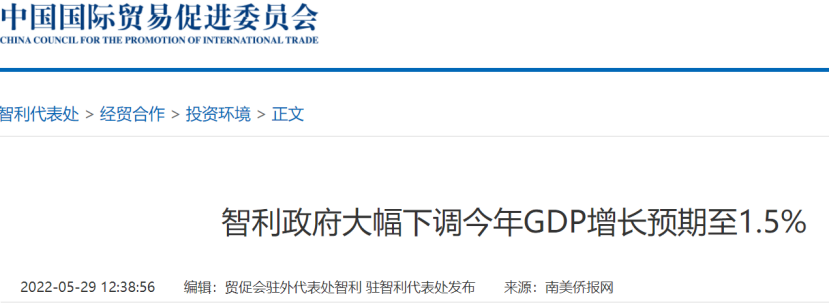 中国国际贸易促进委员会
CHINA COUNCIL FOR THE PROMOTION OF INTERNATIONAL TRADE
智利代表处 > 经贸合作 > 投资环境 > 正文
智利政府大幅下调今年GDP增长预期至1.5%
2022-05-29 12:38:56 编辑：贸促会驻外代表处智利 驻智利代表处发布 来源：南美侨报网